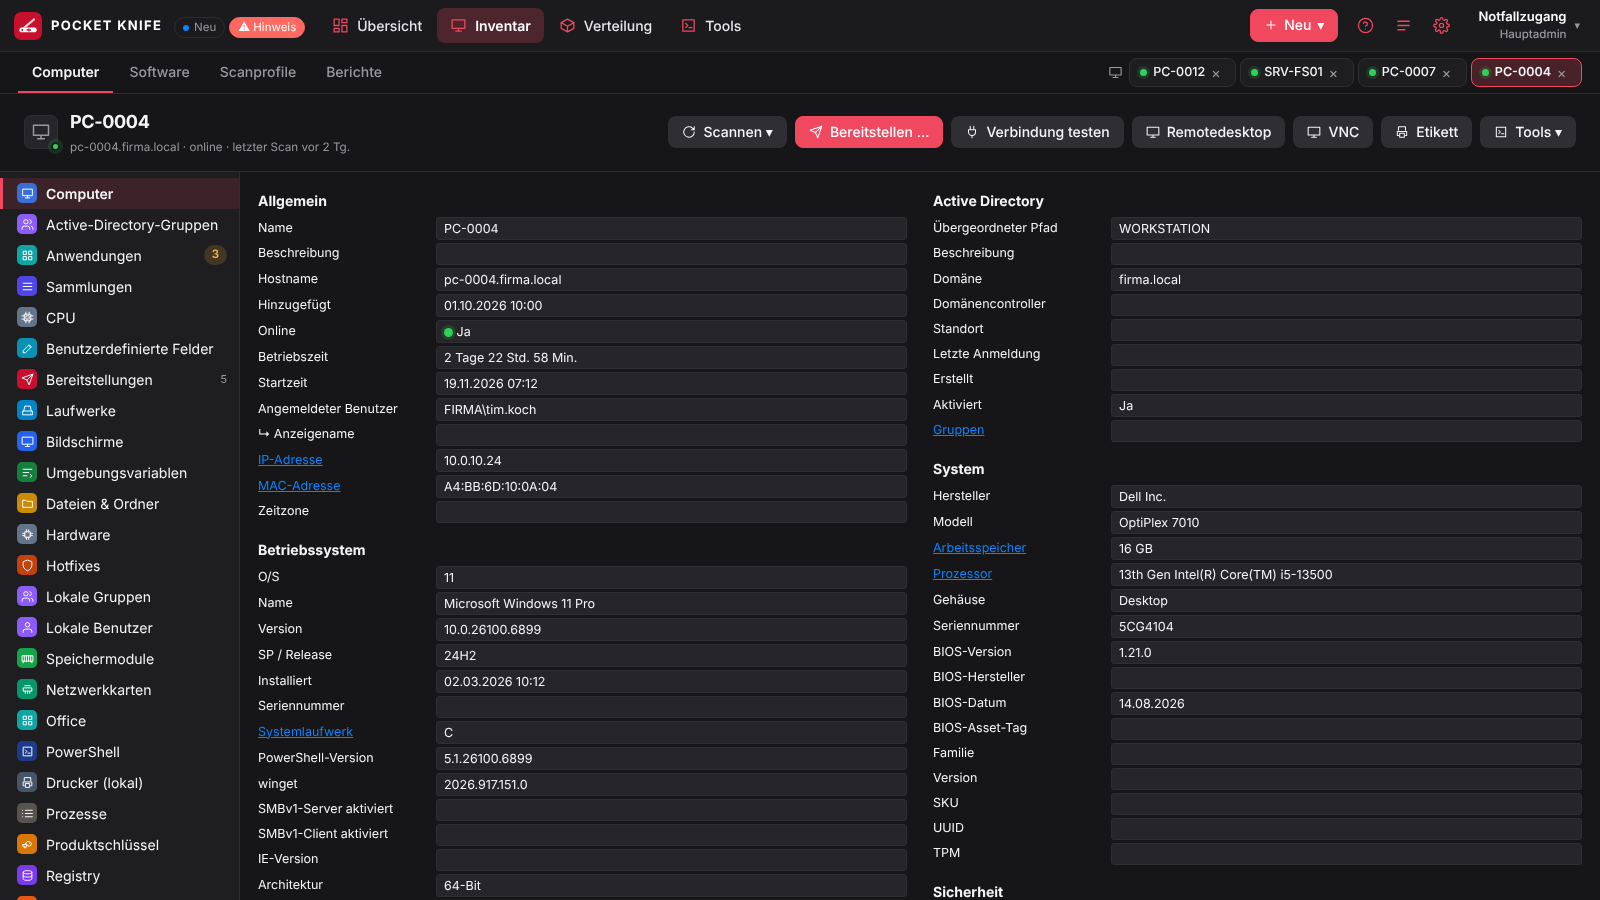 POCKET KNIFE
Neu
Hinweis
Übersicht
Inventar
Verteilung
Tools
+ Neu ▾
Notfallzugang
Hauptadmin
Computer
Software
Scanprofile
Berichte
PC-0012 ×
SRV-FS01 ×
PC-0007 ×
PC-0004 ×
PC-0004
pc-0004.firma.local · online · letzter Scan vor 2 Tg.
Scannen ▾
Bereitstellen ...
Verbindung testen
Remotedesktop
VNC
Etikett
Tools ▾
Computer
Active-Directory-Gruppen
Anwendungen 3
Sammlungen
CPU
Benutzerdefinierte Felder
Bereitstellungen 5
Laufwerke
Bildschirme
Umgebungsvariablen
Dateien & Ordner
Hardware
Hotfixes
Lokale Gruppen
Lokale Benutzer
Speichermodule
Netzwerkkarten
Office
PowerShell
Drucker (lokal)
Prozesse
Produktschlüssel
Registry
Allgemein
Name PC-0004
Beschreibung
Hostname pc-0004.firma.local
Hinzugefügt 01.10.2026 10:00
Online Ja
Betriebszeit 2 Tage 22 Std. 58 Min.
Startzeit 19.11.2026 07:12
Angemeldeter Benutzer FIRMA\tim.koch
↳ Anzeigename
IP-Adresse 10.0.10.24
MAC-Adresse A4:BB:6D:10:0A:04
Zeitzone
Betriebssystem
O/S 11
Name Microsoft Windows 11 Pro
Version 10.0.26100.6899
SP / Release 24H2
Installiert 02.03.2026 10:12
Seriennummer
Systemlaufwerk C
PowerShell-Version 5.1.26100.6899
winget 2026.917.151.0
SMBv1-Server aktiviert
SMBv1-Client aktiviert
IE-Version
Architektur 64-Bit
Active Directory
Übergeordneter Pfad WORKSTATION
Beschreibung
Domäne firma.local
Domänencontroller
Standort
Letzte Anmeldung
Erstellt
Aktiviert Ja
Gruppen
System
Hersteller Dell Inc.
Modell OptiPlex 7010
Arbeitsspeicher 16 GB
Prozessor 13th Gen Intel(R) Core(TM) i5-13500
Gehäuse Desktop
Seriennummer 5CG4104
BIOS-Version 1.21.0
BIOS-Hersteller
BIOS-Datum 14.08.2026
BIOS-Asset-Tag
Familie
Version
SKU
UUID
TPM
Sicherheit